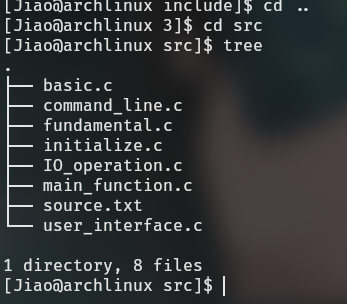 [Jiao@archlinux include]$ cd ..
[Jiao@archlinux 3]$ cd src
[Jiao@archlinux src]$ tree
.
├── basic.c
├── command_line.c
├── fundamental.c
├── initialize.c
├── IO_operation.c
├── main_function.c
├── source.txt
└── user_interface.c

1 directory, 8 files
[Jiao@archlinux src]$